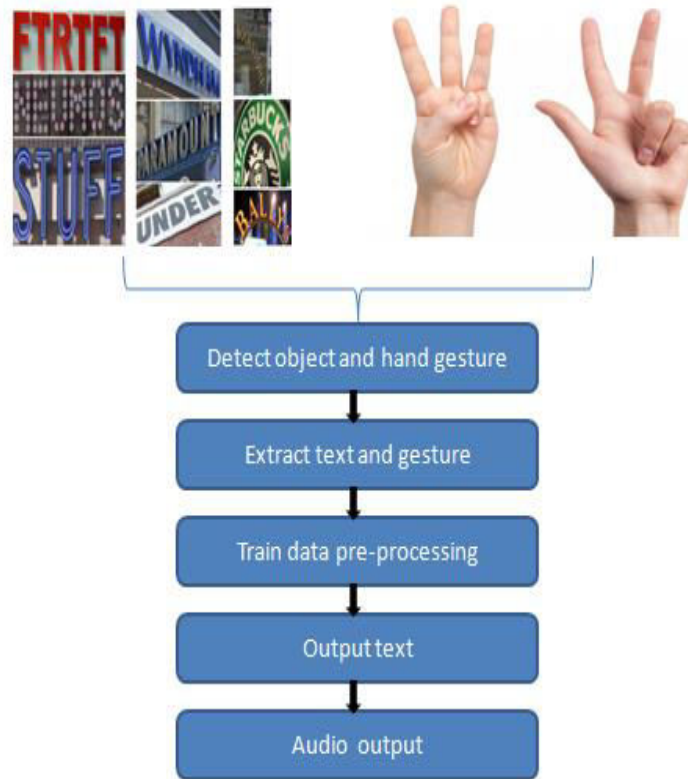 FTRTFT
WYNDHAM
PARAMOUNT
STARBUCKS
STUFF
UNDER
BALLY'S
Detect object and hand gesture
Extract text and gesture
Train data pre-processing
Output text
Audio output